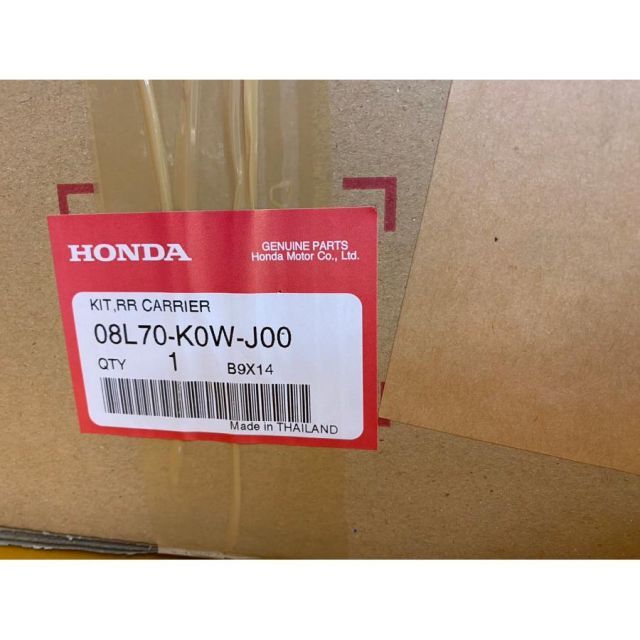 HONDA
GENUINE PARTS
Honda Motor Co., Ltd.
KIT,RR CARRIER
08L70-K0W-J00
QTY 1 B9X14
Made in THAILAND